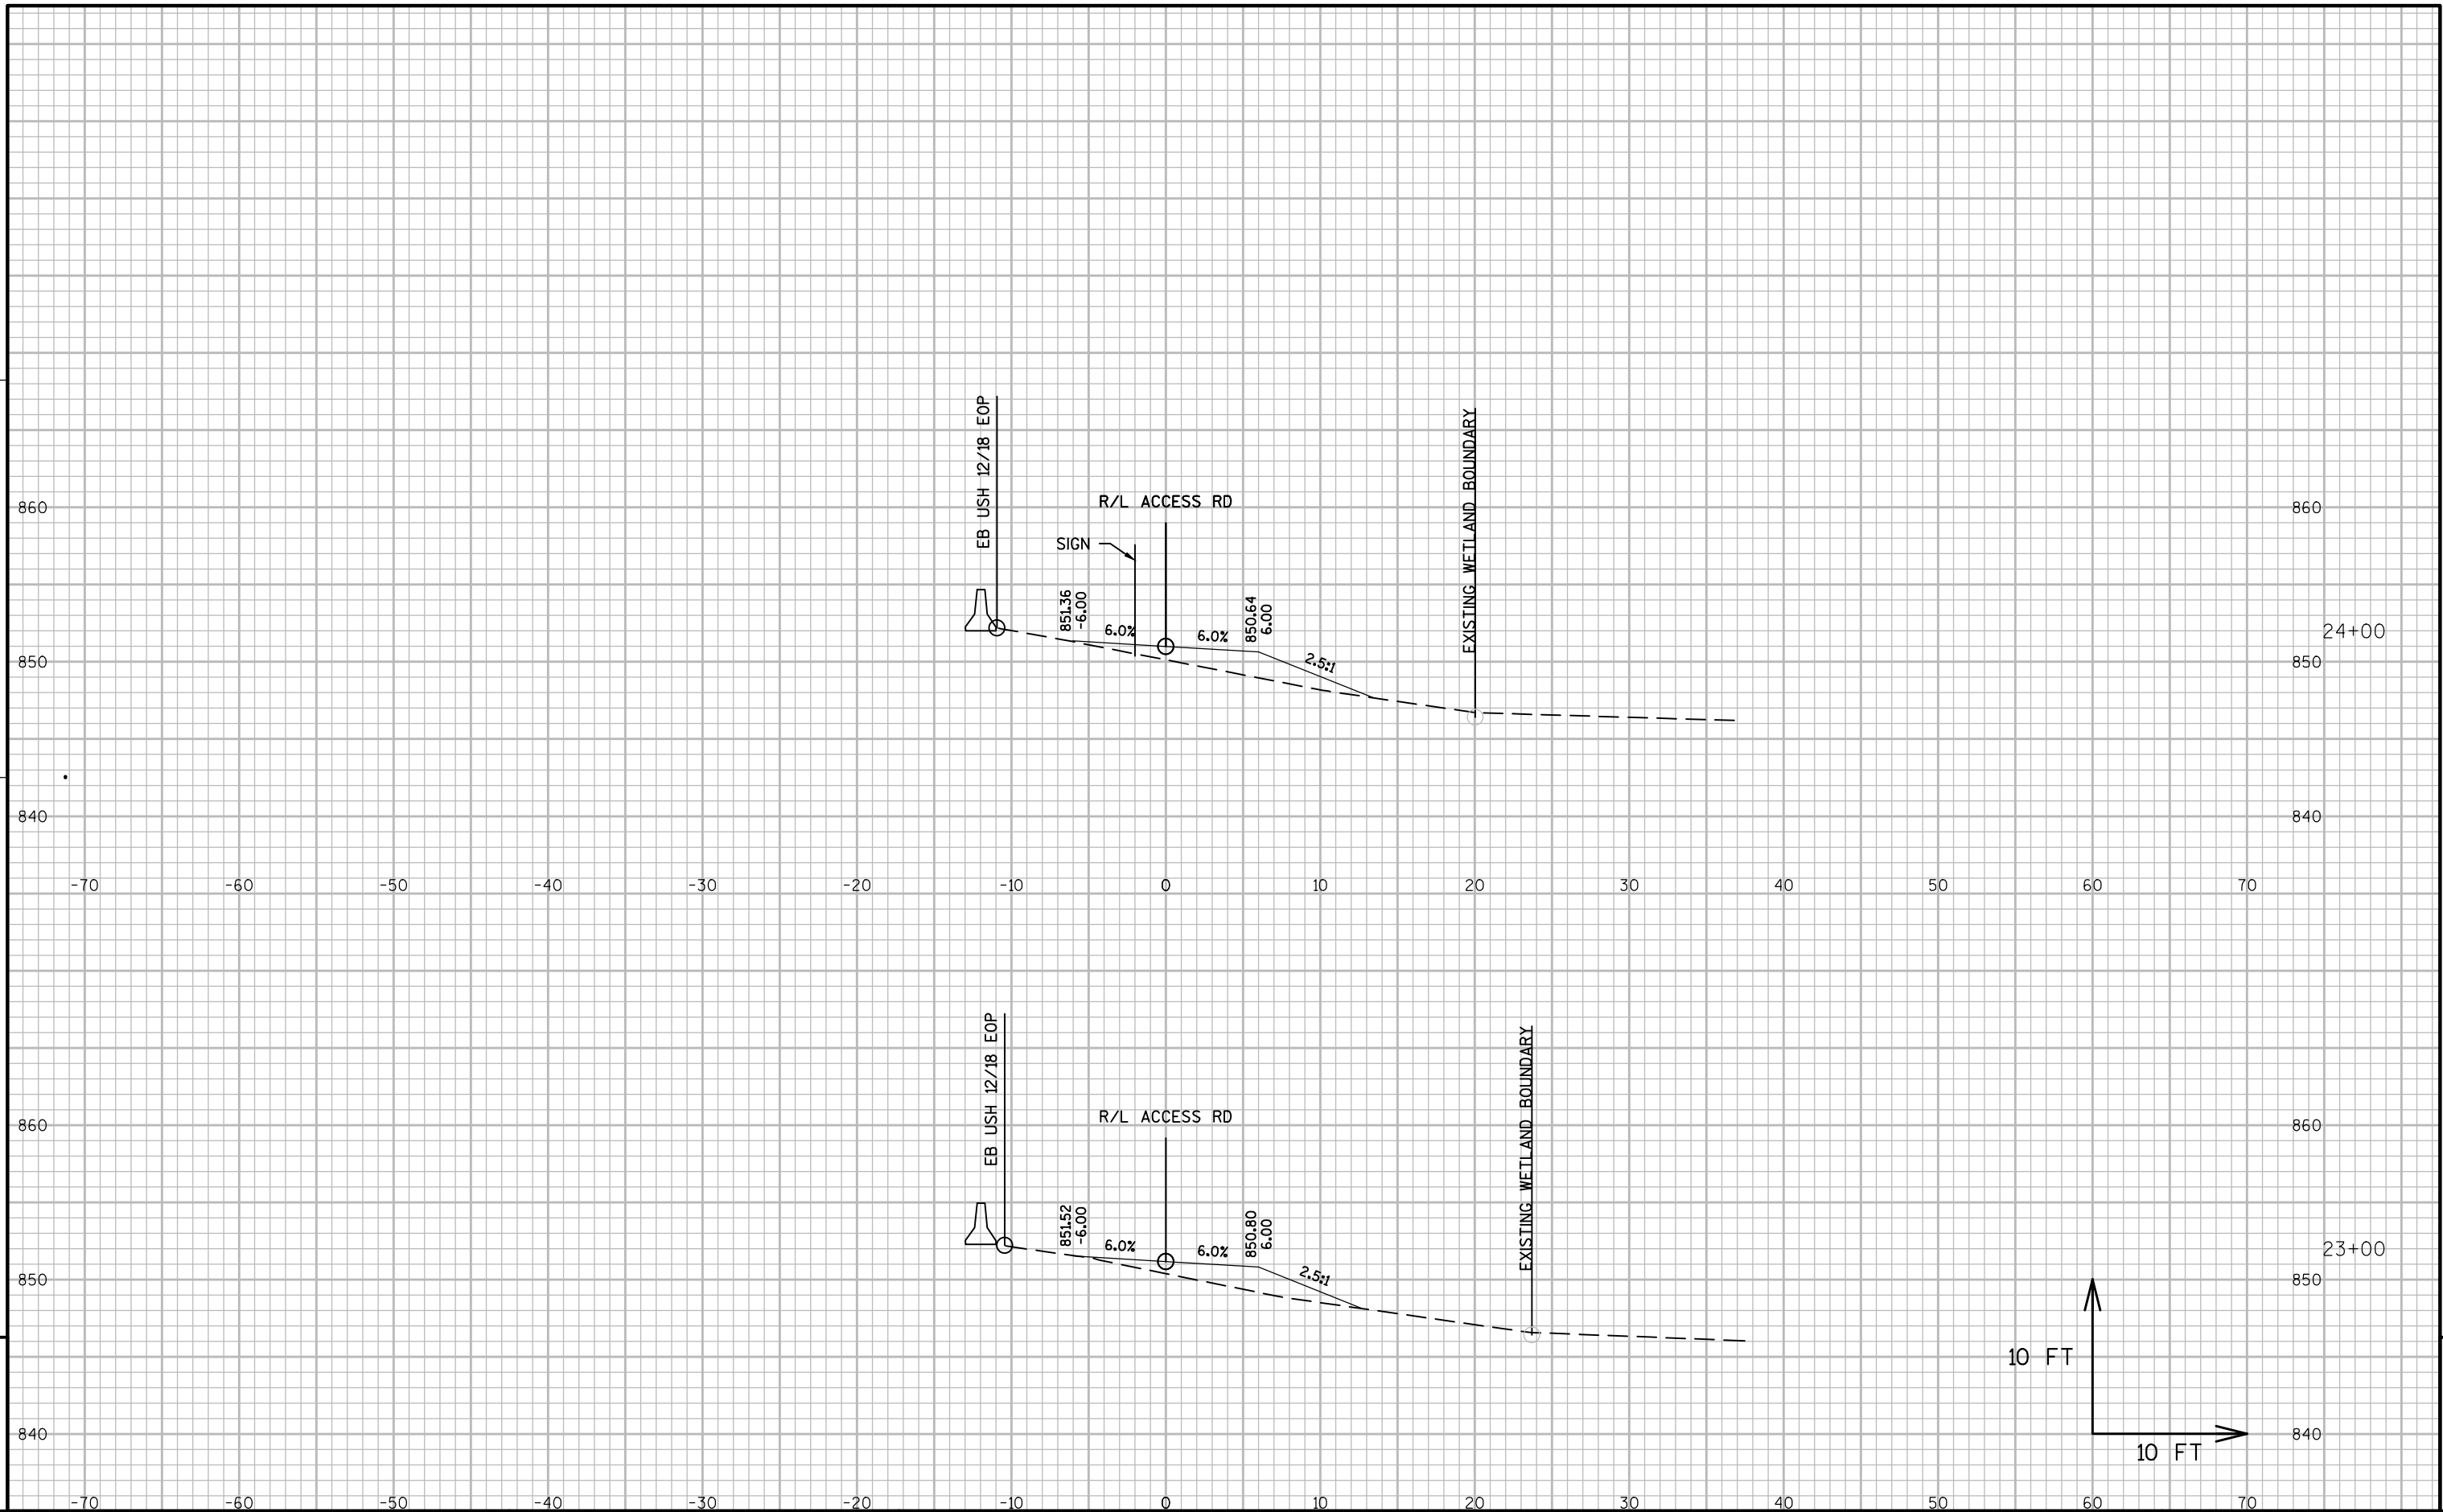 EB USH 12/18 EOP
EXISTING WETLAND BOUNDARY
860
R/L ACCESS RD
860
SIGN
851.36
-6.00
6.0%
6.0%
850.64
6.00
2.5:1
24+00
850
850
840
840
-70 -60 -50 -40 -30 -20 -10 0 10 20 30 40 50 60 70
EB USH 12/18 EOP
EXISTING WETLAND BOUNDARY
860
R/L ACCESS RD
860
851.52
-6.00
6.0%
6.0%
850.80
6.00
2.5:1
23+00
850
850
10 FT
840
840
10 FT
-70 -60 -50 -40 -30 -20 -10 0 10 20 30 40 50 60 70